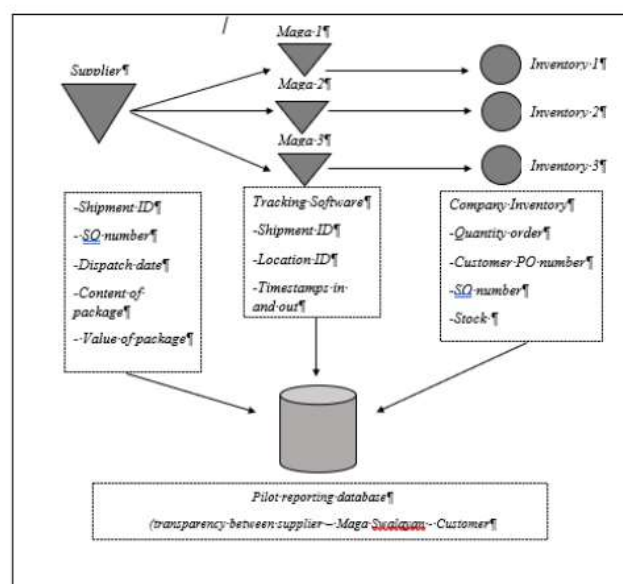 /
Maga 1¶
Supplier¶
Inventory 1¶
Maga 2¶
Inventory 2¶
Maga 3¶
Inventory 3¶
-Shipment ID¶
- SO number¶
-Dispatch date¶
-Content of
package¶
- Value of package¶
Tracking Software¶
-Shipment ID¶
-Location ID¶
-Timestamps in
and out¶
Company Inventory¶
-Quantity order¶
-Customer PO number¶
-SO number¶
-Stock ¶
Pilot reporting database¶
(transparency between supplier – Maga Swalayan - Customer¶